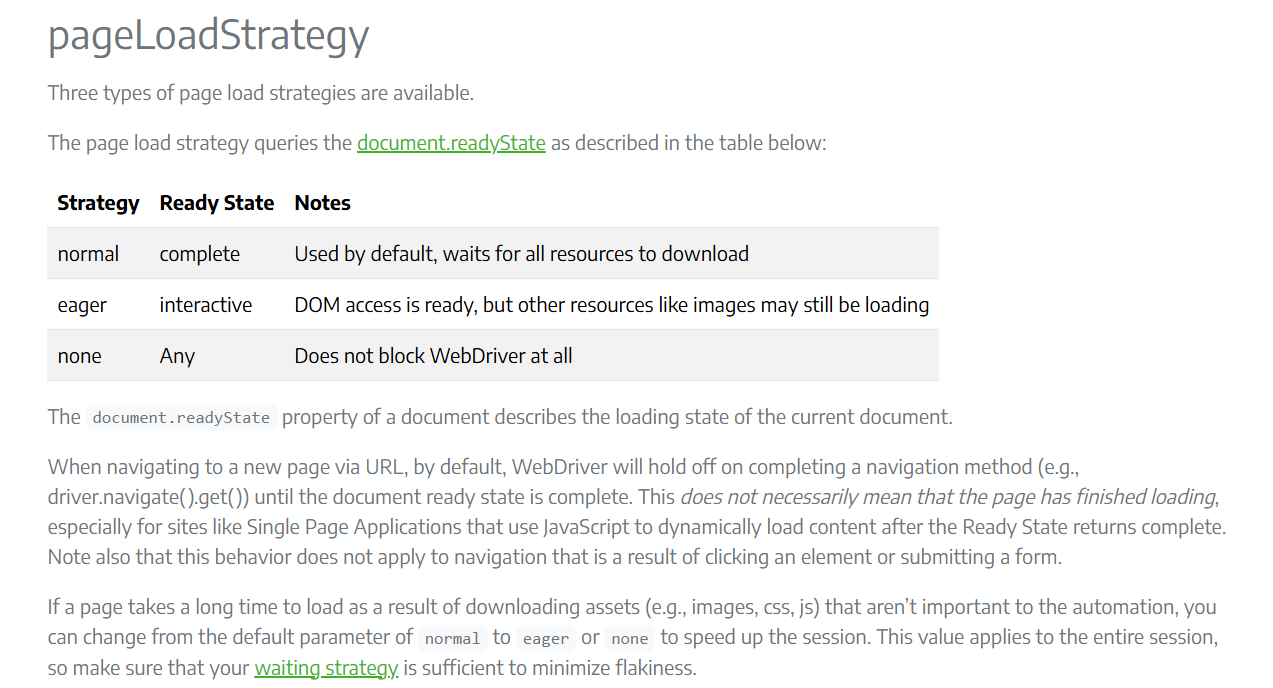 pageLoadStrategy
Three types of page load strategies are available.
The page load strategy queries the document.readyState as described in the table below:
Strategy Ready State Notes
normal complete Used by default, waits for all resources to download
eager interactive DOM access is ready, but other resources like images may still be loading
none Any Does not block WebDriver at all
The document.readyState property of a document describes the loading state of the current document.
When navigating to a new page via URL, by default, WebDriver will hold off on completing a navigation method (e.g.,
driver.navigate().get()) until the document ready state is complete. This does not necessarily mean that the page has finished loading,
especially for sites like Single Page Applications that use JavaScript to dynamically load content after the Ready State returns complete.
Note also that this behavior does not apply to navigation that is a result of clicking an element or submitting a form.
If a page takes a long time to load as a result of downloading assets (e.g., images, css, js) that aren’t important to the automation, you
can change from the default parameter of normal to eager or none to speed up the session. This value applies to the entire session,
so make sure that your waiting strategy is sufficient to minimize flakiness.